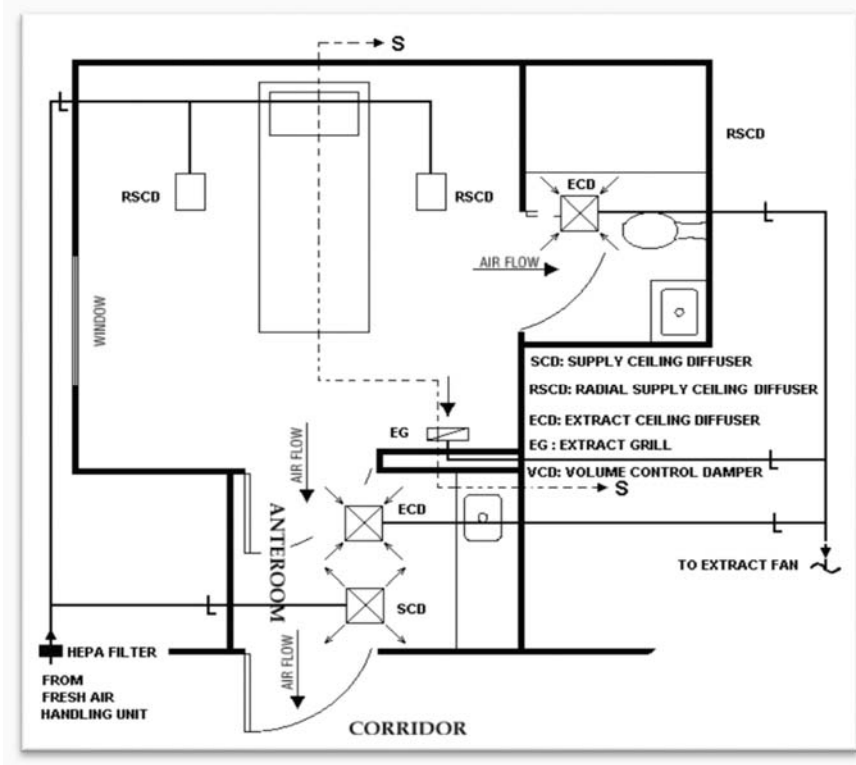 S
L
RSCD
RSCD
RSCD
ECD
L
AIR FLOW
WINDOW
SCD: SUPPLY CEILING DIFFUSER
RSCD: RADIAL SUPPLY CEILING DIFFUSER
ECD: EXTRACT CEILING DIFFUSER
EG : EXTRACT GRILL
VCD: VOLUME CONTROL DAMPER
EG
AIR FLOW
L
S
ANTEROOM
ECD
L
TO EXTRACT FAN
L
SCD
HEPA FILTER
AIR FLOW
FROM
FRESH AIR
HANDLING UNIT
CORRIDOR